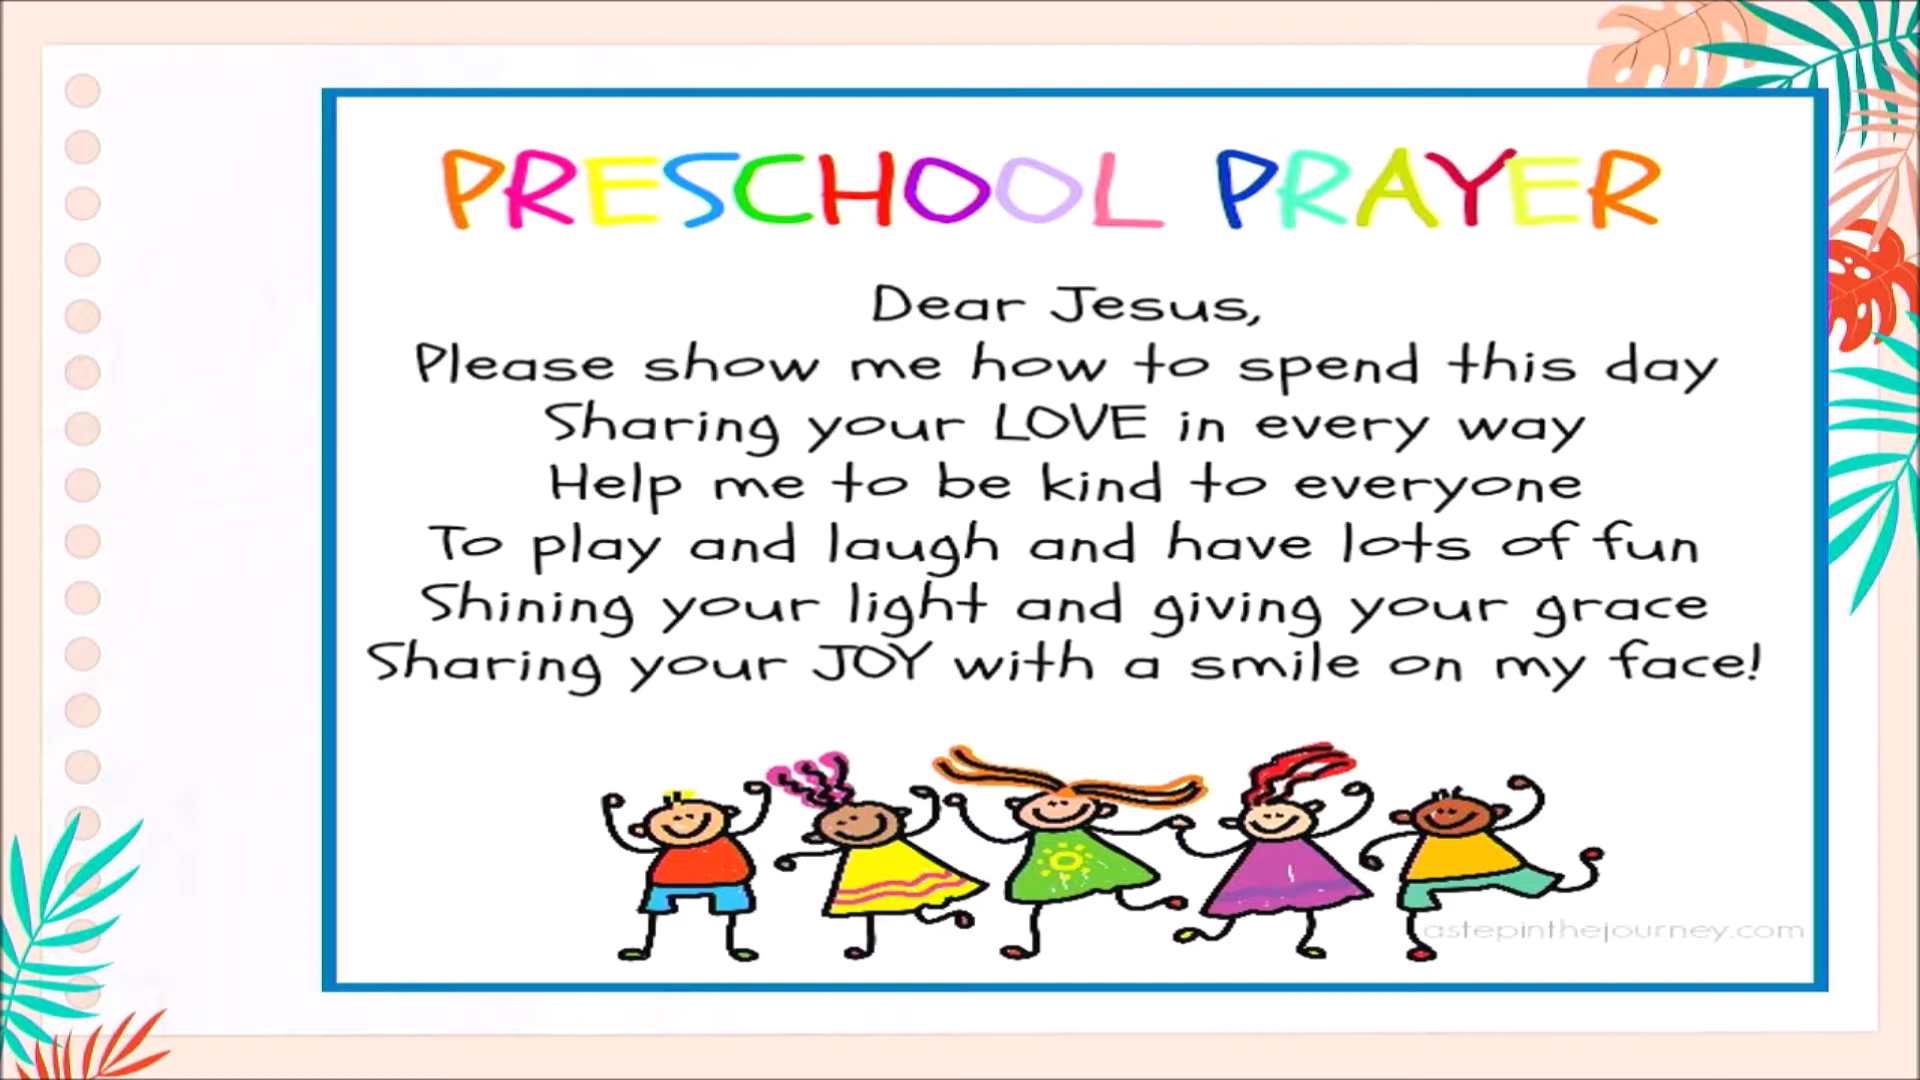 PRESCHOOL PRAYER
Dear Jesus,
Please show me how to spend this day
Sharing your LOVE in every way
Help me to be kind to everyone
To play and laugh and have lots of fun
Shining your light and giving your grace
Sharing your JOY with a smile on my face!
astepinthejourney.com